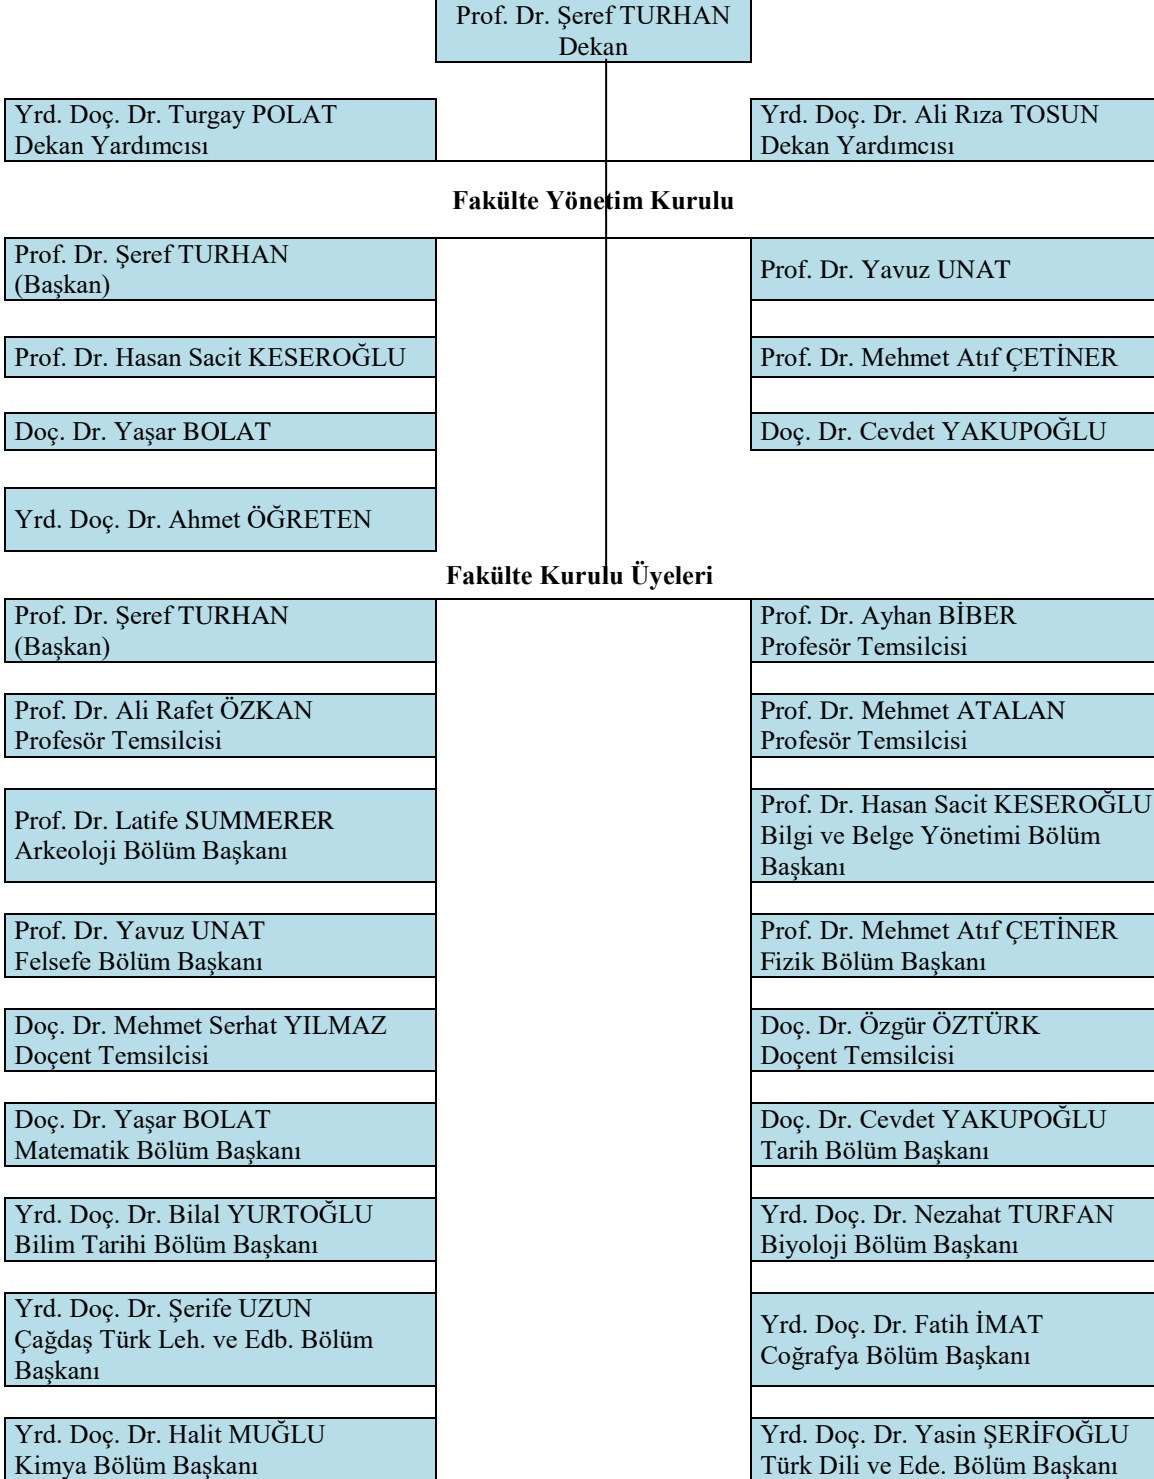 Prof. Dr. Şeref TURHAN
Dekan
Yrd. Doç. Dr. Turgay POLAT
Dekan Yardımcısı
Yrd. Doç. Dr. Ali Rıza TOSUN
Dekan Yardımcısı
Fakülte Yönetim Kurulu
Prof. Dr. Şeref TURHAN
(Başkan)
Prof. Dr. Yavuz UNAT
Prof. Dr. Hasan Sacit KESEROĞLU
Prof. Dr. Mehmet Atıf ÇETİNER
Doç. Dr. Yaşar BOLAT
Doç. Dr. Cevdet YAKUPOĞLU
Yrd. Doç. Dr. Ahmet ÖĞRETEN
Fakülte Kurulu Üyeleri
Prof. Dr. Şeref TURHAN
(Başkan)
Prof. Dr. Ayhan BİBER
Profesör Temsilcisi
Prof. Dr. Ali Rafet ÖZKAN
Profesör Temsilcisi
Prof. Dr. Mehmet ATALAN
Profesör Temsilcisi
Prof. Dr. Latife SUMMERER
Arkeoloji Bölüm Başkanı
Prof. Dr. Hasan Sacit KESEROĞLU
Bilgi ve Belge Yönetimi Bölüm
Başkanı
Prof. Dr. Yavuz UNAT
Felsefe Bölüm Başkanı
Prof. Dr. Mehmet Atıf ÇETİNER
Fizik Bölüm Başkanı
Doç. Dr. Mehmet Serhat YILMAZ
Doçent Temsilcisi
Doç. Dr. Özgür ÖZTÜRK
Doçent Temsilcisi
Doç. Dr. Yaşar BOLAT
Matematik Bölüm Başkanı
Doç. Dr. Cevdet YAKUPOĞLU
Tarih Bölüm Başkanı
Yrd. Doç. Dr. Bilal YURTOĞLU
Bilim Tarihi Bölüm Başkanı
Yrd. Doç. Dr. Nezahat TURFAN
Biyoloji Bölüm Başkanı
Yrd. Doç. Dr. Şerife UZUN
Çağdaş Türk Leh. ve Edb. Bölüm
Başkanı
Yrd. Doç. Dr. Fatih İMAT
Coğrafya Bölüm Başkanı
Yrd. Doç. Dr. Halit MUĞLU
Kimya Bölüm Başkanı
Yrd. Doç. Dr. Yasin ŞERİFOĞLU
Türk Dili ve Ede. Bölüm Başkanı